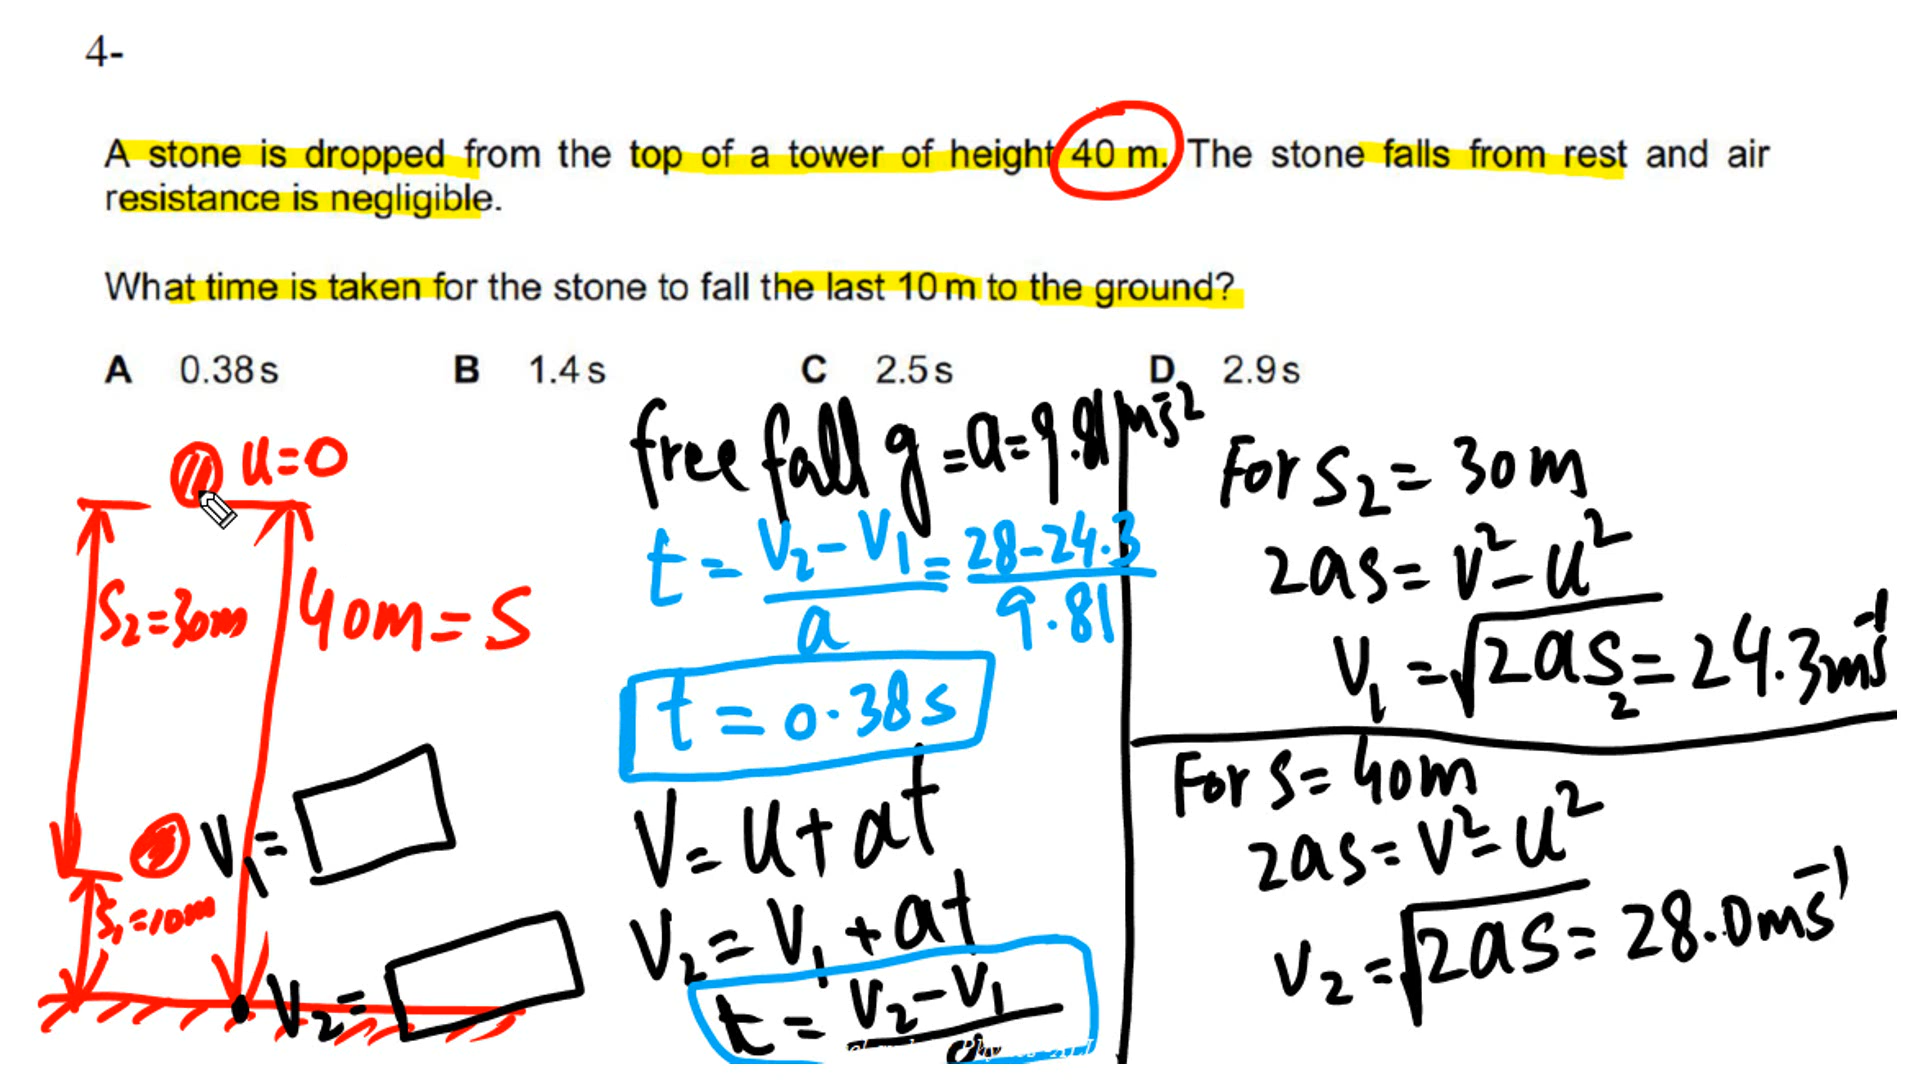 4-
A stone is dropped from the top of a tower of height 40 m. The stone falls from rest and air
resistance is negligible.
What time is taken for the stone to fall the last 10 m to the ground?
A 0.38 s B 1.4 s C 2.5 s D 2.9 s
u=0
S₂=30m
40m=S
V₁=
S₁=10m
V₂=
free fall g=a=9.81 ms⁻²
t = (V₂-V₁)/a = (28-24.3)/9.81
t=0.38s
V=u+at
V₂=V₁+at
t = (V₂-V₁)/a
For S₂=30m
2as=V²-u²
V₁=√2as₂=24.3ms⁻¹
For S=40m
2as=V²-u²
V₂=√2as=28.0ms⁻¹